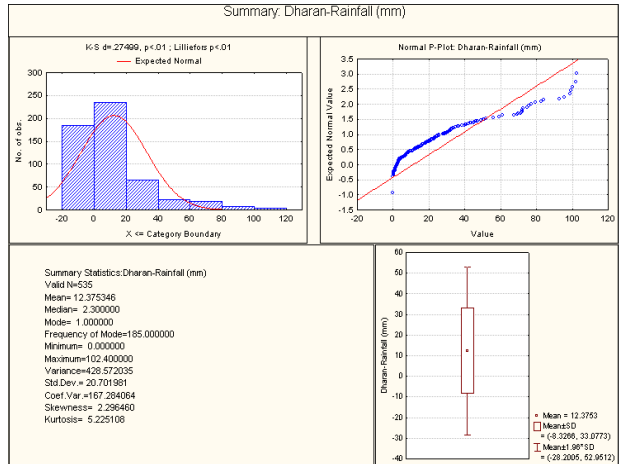 Summary: Dharan-Rainfall (mm)
K-S d=.27499, p<.01 ; Lilliefors p<.01
Expected Normal
300
250
200
150
100
50
0
No. of obs.
-20 0 20 40 60 80 100 120
X <= Category Boundary
Normal P-Plot: Dharan-Rainfall (mm)
3.5
3.0
2.5
2.0
1.5
1.0
0.5
0.0
-0.5
-1.0
-1.5
Expected Normal Value
-20 0 20 40 60 80 100 120
Value
Summary Statistics:Dharan-Rainfall (mm)
Valid N=535
Mean= 12.375346
Median= 2.300000
Mode= 1.000000
Frequency of Mode=185.000000
Minimum= 0.000000
Maximum=102.400000
Variance=428.572035
Std.Dev.= 20.701981
Coef.Var.=167.284064
Skewness= 2.296460
Kurtosis= 5.225108
60
50
40
30
20
10
0
-10
-20
-30
-40
Dharan-Rainfall (mm)
Mean = 12.3753
Mean±SD
= (-8.3266, 33.0773)
Mean±1.96*SD
= (-28.2005, 52.9512)